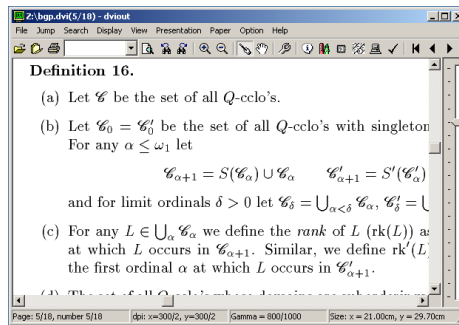 2:\bgp.dvi(5/18) - dviout
File Jump Search Display View Presentation Paper Option Help
Definition 16.
(a) Let 𝒞 be the set of all Q-cclo's.
(b) Let 𝒞₀ = 𝒞′₀ be the set of all Q-cclo's with singleton
For any α ≤ ω₁ let
𝒞α+1 = S(𝒞α) ∪ 𝒞α 𝒞′α+1 = S′(𝒞′α)
and for limit ordinals δ > 0 let 𝒞δ = ⋃α<δ 𝒞α, 𝒞′δ = ⋃
(c) For any L ∈ ⋃α 𝒞α we define the rank of L (rk(L)) as
at which L occurs in 𝒞α+1. Similar, we define rk′(L
the first ordinal α at which L occurs in 𝒞′α+1.
Page: 5/18, number 5/18 dpi: x=300/2, y=300/2 Gamma = 800/1000 Size: x = 21.00cm, y = 29.70cm